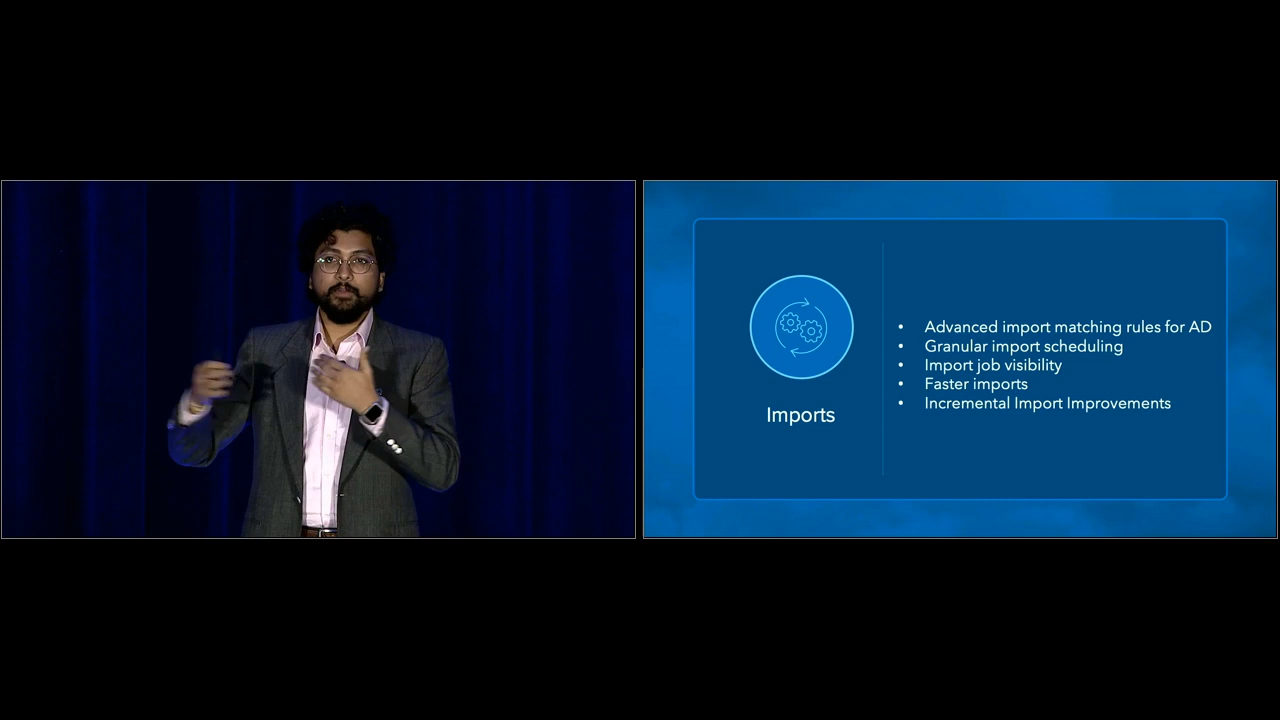 Advanced import matching rules for AD
Granular import scheduling
Import job visibility
Faster imports
Incremental Import Improvements
Imports